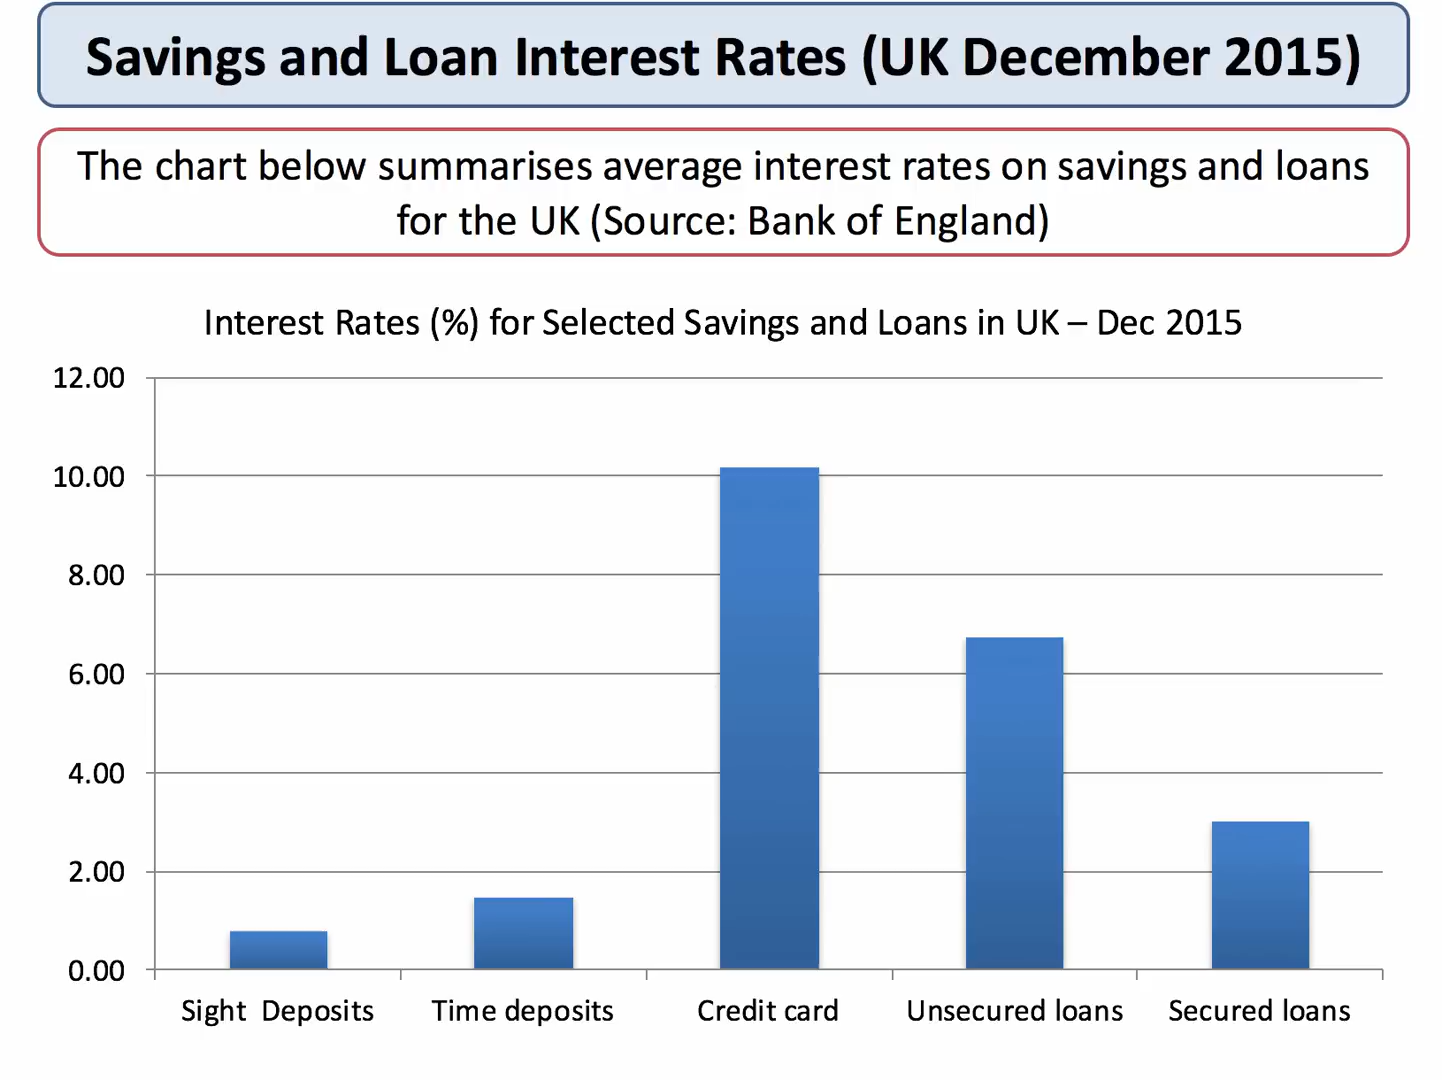 Savings and Loan Interest Rates (UK December 2015)
The chart below summarises average interest rates on savings and loans
for the UK (Source: Bank of England)
Interest Rates (%) for Selected Savings and Loans in UK – Dec 2015
12.00
10.00
8.00
6.00
4.00
2.00
0.00
Sight Deposits Time deposits Credit card Unsecured loans Secured loans